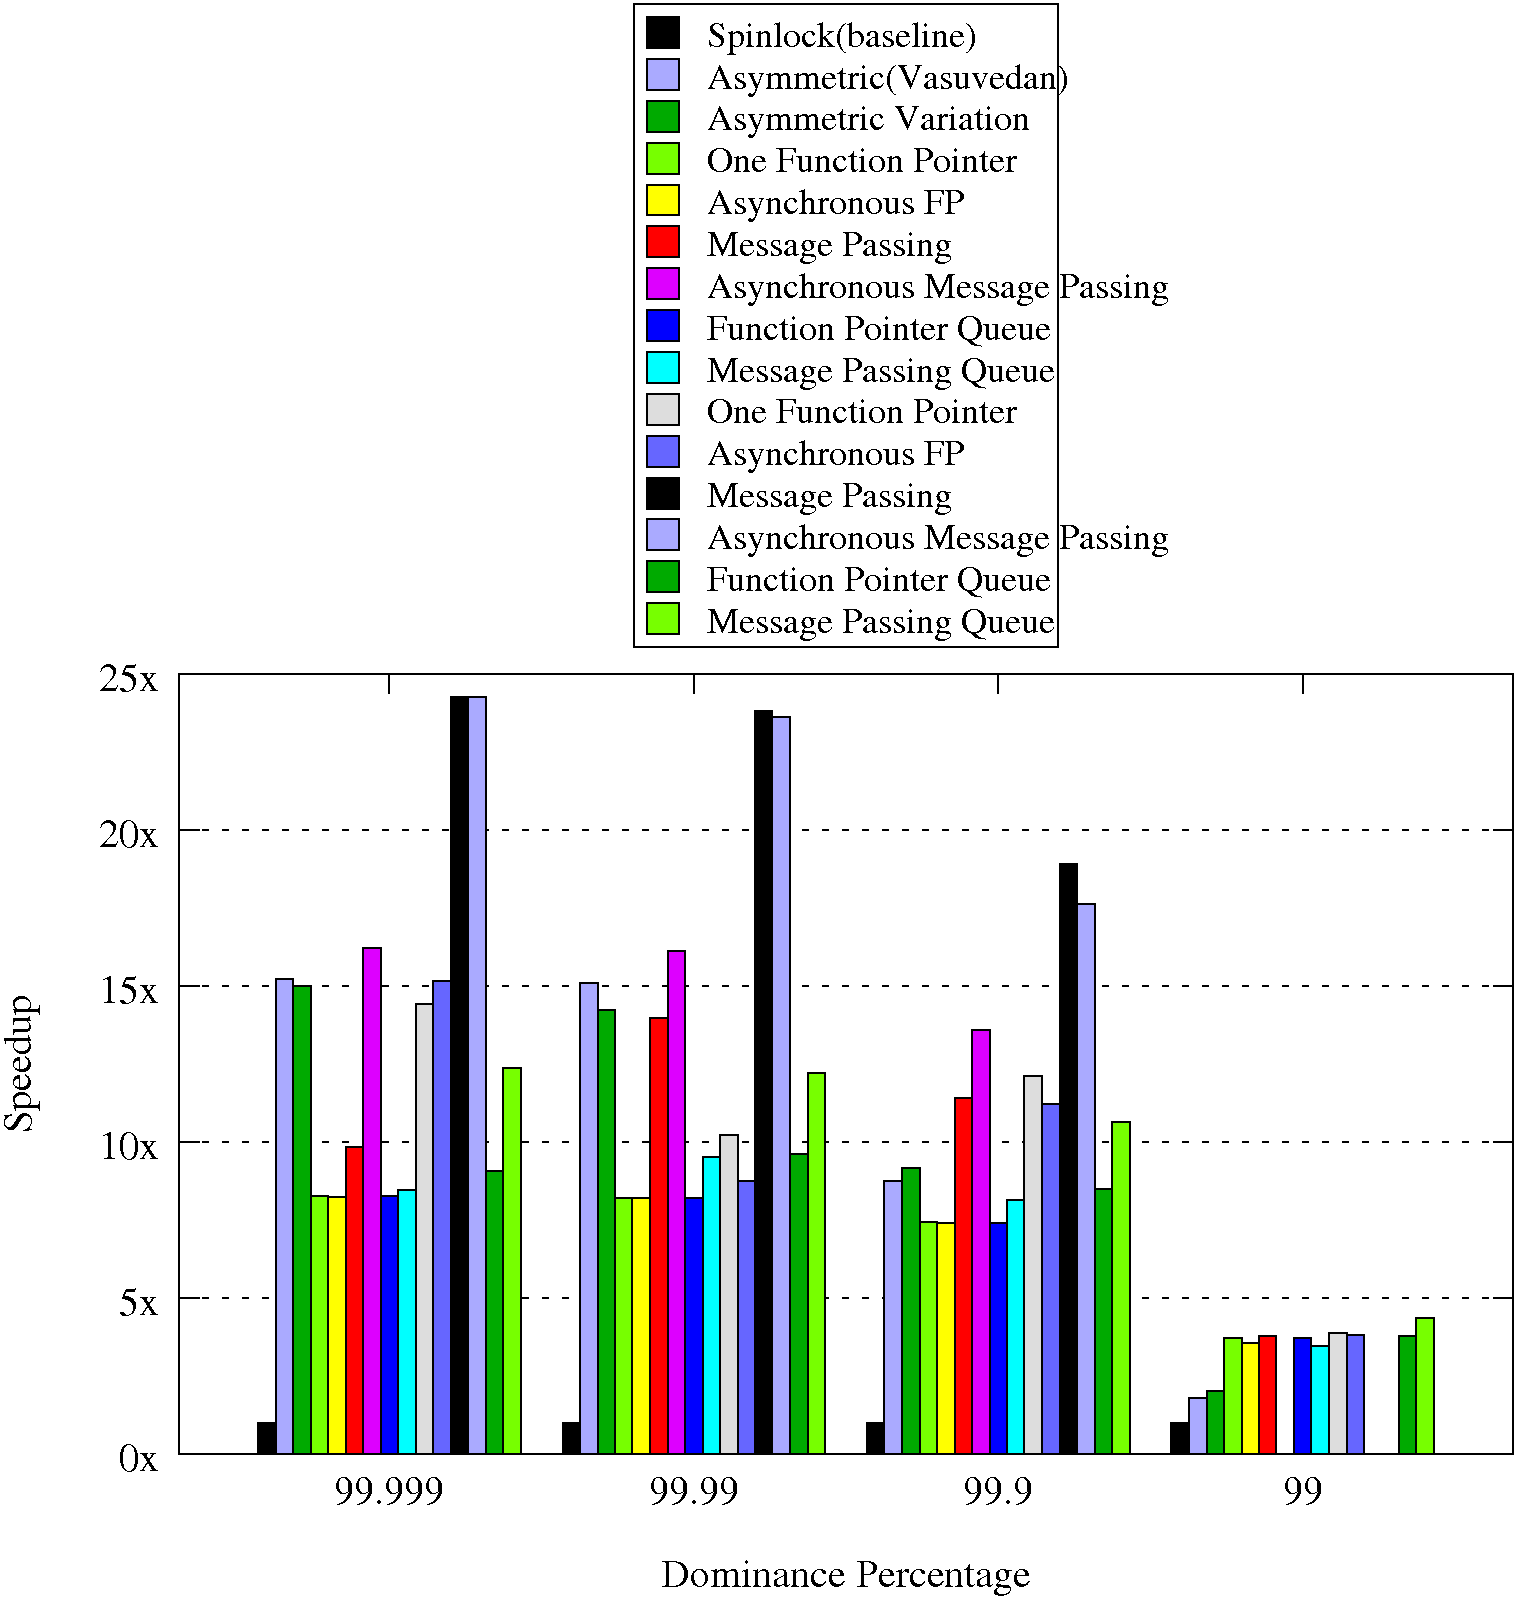 Spinlock(baseline)
Asymmetric(Vasuvedan)
Asymmetric Variation
One Function Pointer
Asynchronous FP
Message Passing
Asynchronous Message Passing
Function Pointer Queue
Message Passing Queue
One Function Pointer
Asynchronous FP
Message Passing
Asynchronous Message Passing
Function Pointer Queue
Message Passing Queue
25x
20x
15x
10x
5x
0x
Speedup
99.999 99.99 99.9 99
Dominance Percentage